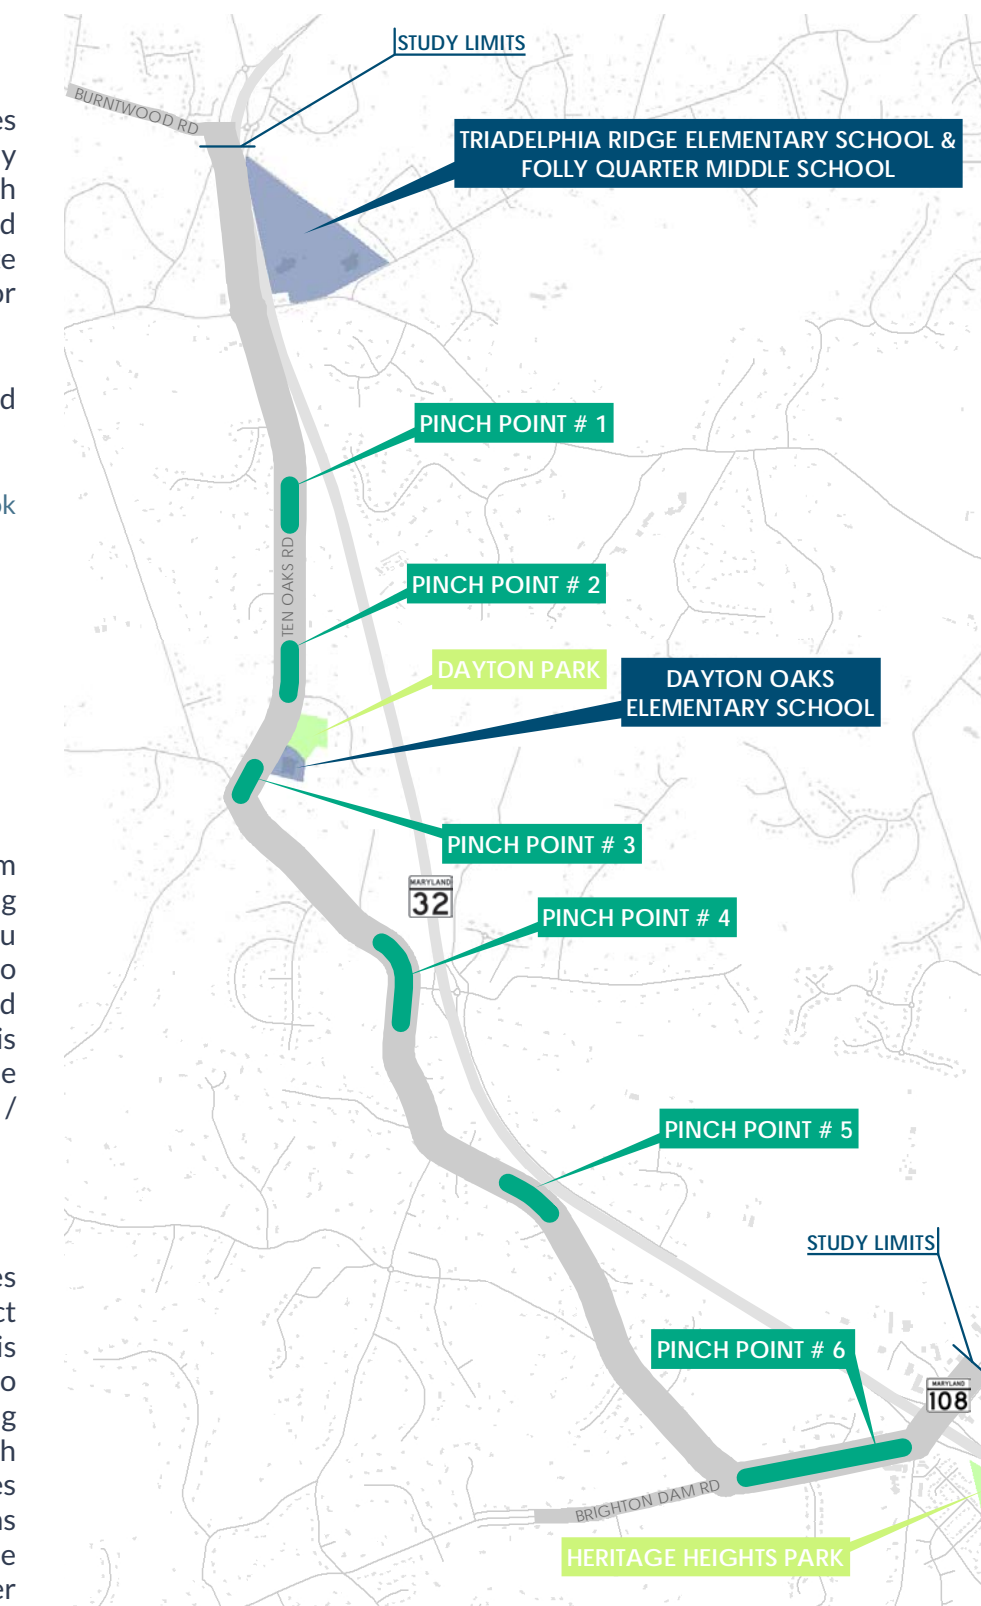 STUDY LIMITS
BURNTWOOD RD
TRIADELPHIA RIDGE ELEMENTARY SCHOOL &
FOLLY QUARTER MIDDLE SCHOOL
PINCH POINT # 1
TEN OAKS RD
PINCH POINT # 2
DAYTON PARK
DAYTON OAKS
ELEMENTARY SCHOOL
PINCH POINT # 3
MARYLAND
32
PINCH POINT # 4
PINCH POINT # 5
STUDY LIMITS
PINCH POINT # 6
MARYLAND
108
BRIGHTON DAM RD
HERITAGE HEIGHTS PARK
/